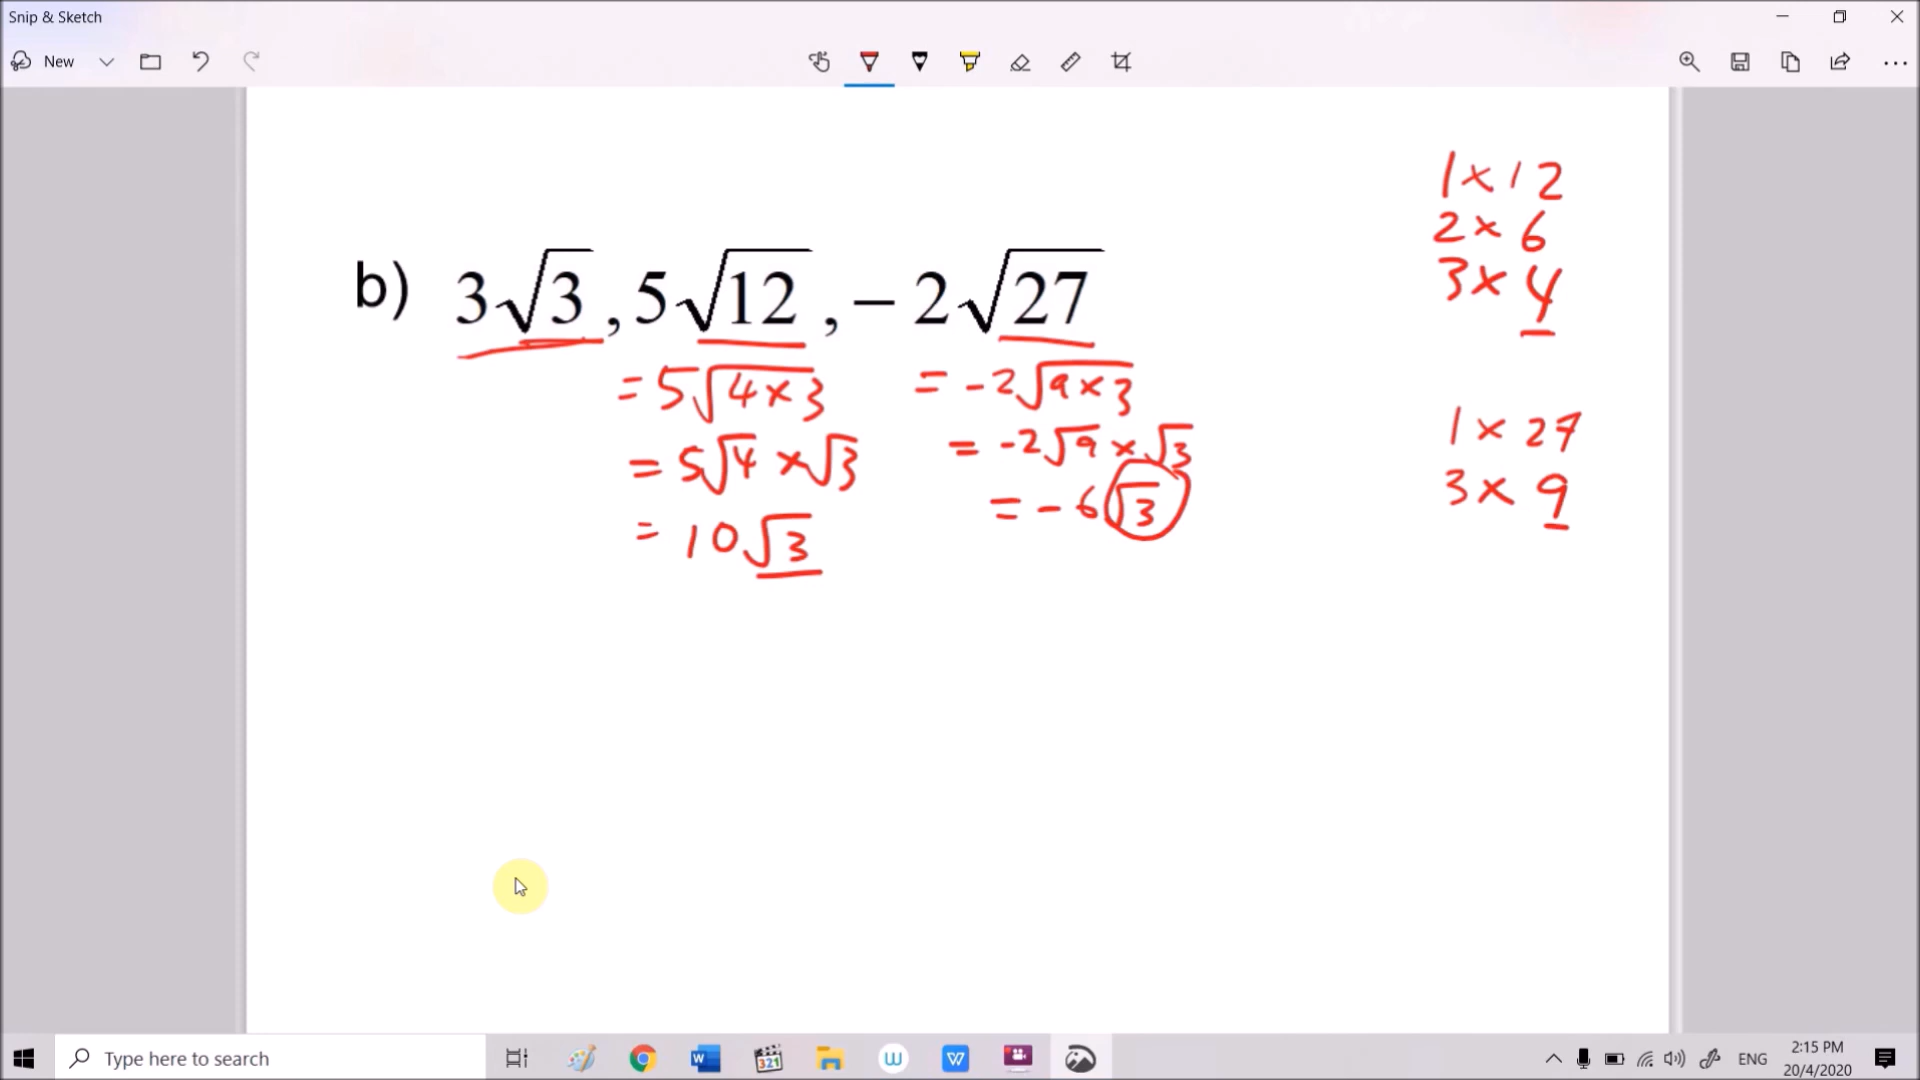 Snip & Sketch
New
1 × 12
2 × 6
3 × 4
b) 3√3 , 5√12 , − 2√27
= 5√4 × 3
= -2√9 × 3
= 5√4 × √3
= -2√9 × √3
= 10√3
= - 6√3
1 × 27
3 × 9
Type here to search
321
ENG
2:15 PM
20/4/2020